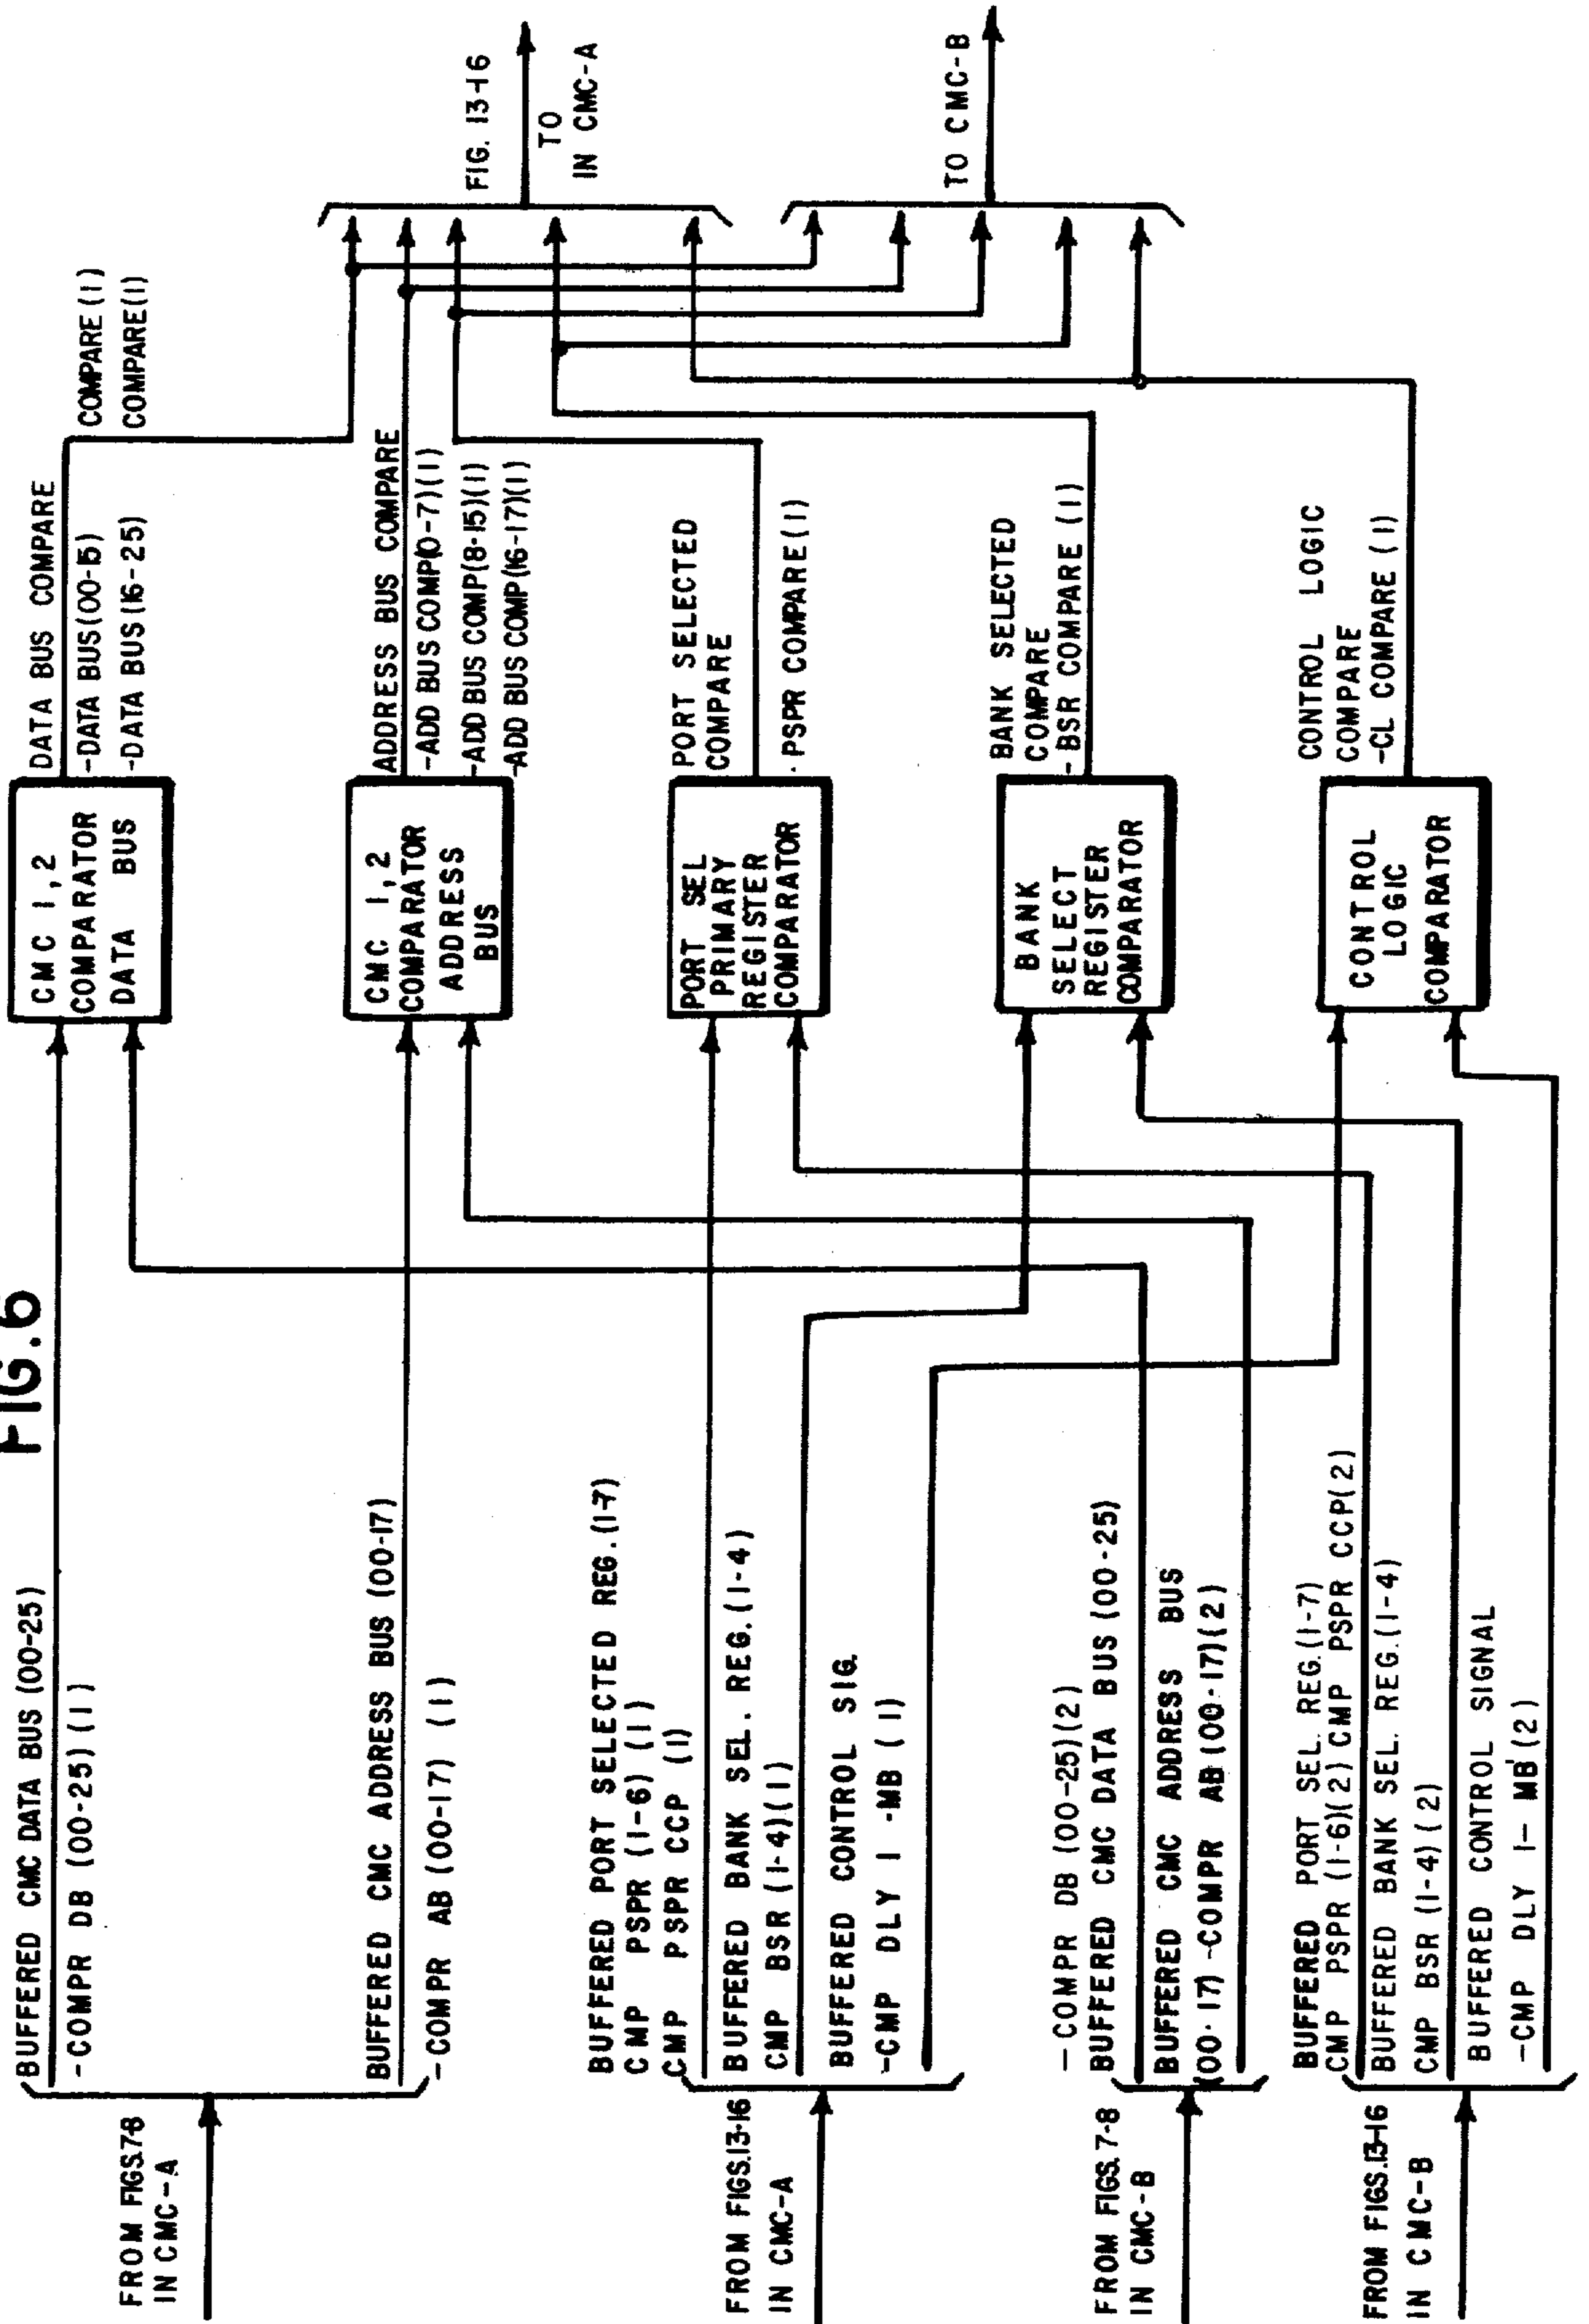 FIG.6
FROM FIGS.7-8
IN CMC-A
BUFFERED CMC DATA BUS (00-25)
-COMPR DB (00-25)(1)
BUFFERED CMC ADDRESS BUS (00-17)
-COMPR AB (00-17) (1)
FROM FIGS.13-16
IN CMC-A
BUFFERED PORT SELECTED REG.(1-7)
CMP PSPR (1-6) (1)
CMP PSPR CCP (1)
BUFFERED BANK SEL. REG.(1-4)
CMP BSR (1-4)(1)
BUFFERED CONTROL SIG.
-CMP DLY 1 -MB (1)
FROM FIGS. 7-8
IN CMC-B
-COMPR DB (00-25)(2)
BUFFERED CMC DATA BUS (00-25)
BUFFERED CMC ADDRESS BUS
(00-17) -COMPR AB (00-17)(2)
FROM FIGS.13-16
IN CMC-B
BUFFERED PORT SEL. REG.(1-7)
CMP PSPR (1-6)(2) CMP PSPR CCP(2)
BUFFERED BANK SEL. REG.(1-4)
CMP BSR (1-4)(2)
BUFFERED CONTROL SIGNAL
-CMP DLY 1- MB'(2)
CMC 1,2
COMPARATOR
DATA BUS
CMC 1,2
COMPARATOR
ADDRESS
BUS
PORT SEL
PRIMARY
REGISTER
COMPARATOR
BANK
SELECT
REGISTER
COMPARATOR
CONTROL
LOGIC
COMPARATOR
DATA BUS COMPARE
-DATA BUS(00-15) COMPARE(1)
-DATA BUS(16-25) COMPARE(1)
ADDRESS BUS COMPARE
-ADD BUS COMP(0-7)(1)
-ADD BUS COMP(8-15)(1)
-ADD BUS COMP(16-17)(1)
PORT SELECTED
COMPARE
-PSPR COMPARE(1)
BANK SELECTED
COMPARE
-BSR COMPARE (1)
CONTROL LOGIC
COMPARE
-CL COMPARE (1)
FIG. 13-16
TO
IN CMC-A
TO CMC-B